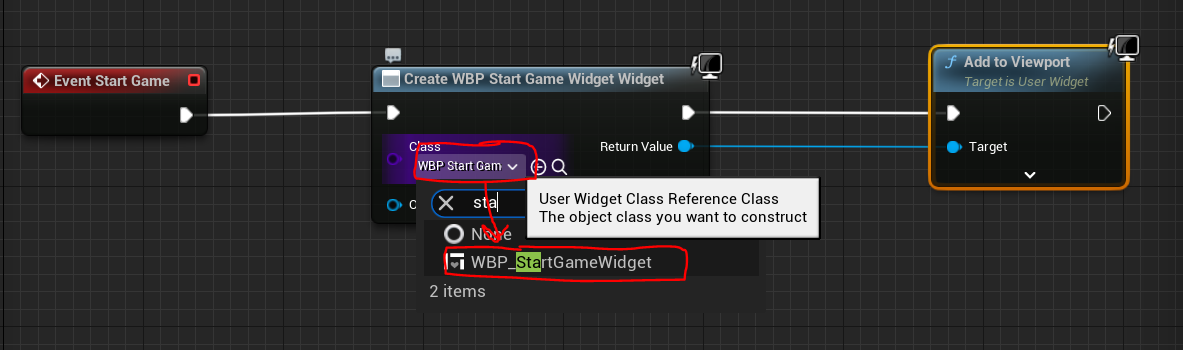 Event Start Game
Create WBP Start Game Widget Widget
Add to Viewport
Target is User Widget
Class
WBP Start Gam
Return Value
Target
O
sta
User Widget Class Reference Class
The object class you want to construct
None
WBP_StartGameWidget
2 items